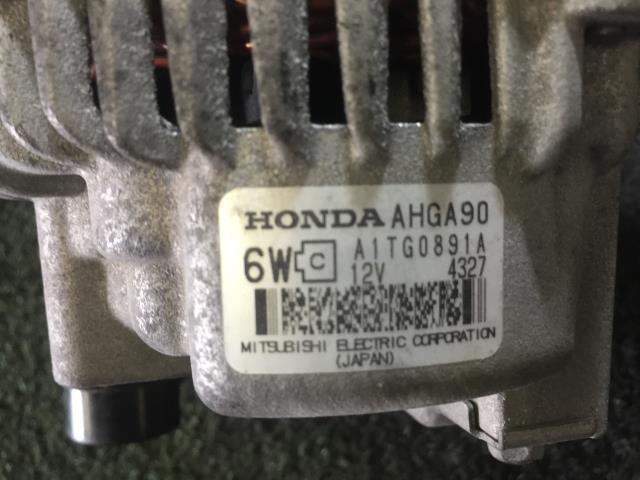 HONDA AHGA90
6W C A1TG0891A
12V 4327
MITSUBISHI ELECTRIC CORPORATION
(JAPAN)